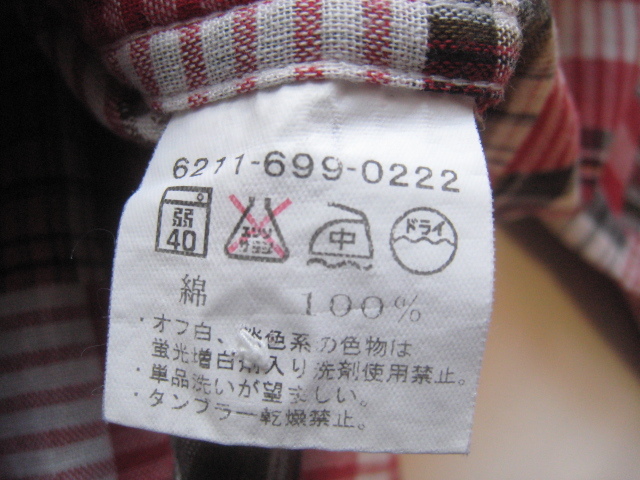 6211-699-0222
弱 40 エンソ サラシ 中 ドライ
綿 100%
・オフ白、淡色系の色物は
蛍光増白剤入り洗剤使用禁止。
・単品洗いが望ましい。
・タンブラー乾燥禁止。